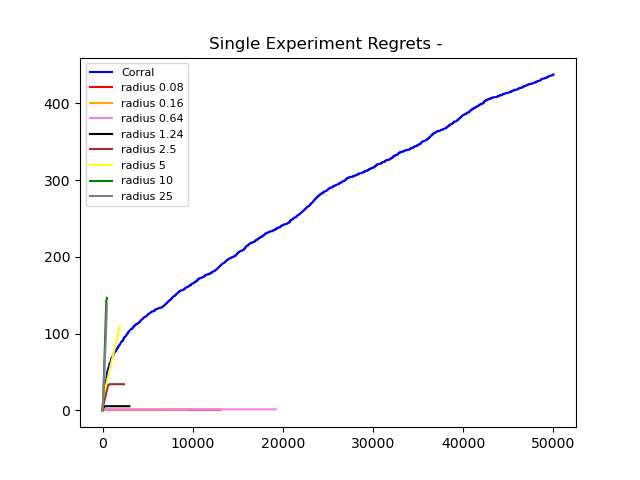 Single Experiment Regrets -
Corral
radius 0.08
radius 0.16
radius 0.64
radius 1.24
radius 2.5
radius 5
radius 10
radius 25
400
300
200
100
0
0 10000 20000 30000 40000 50000